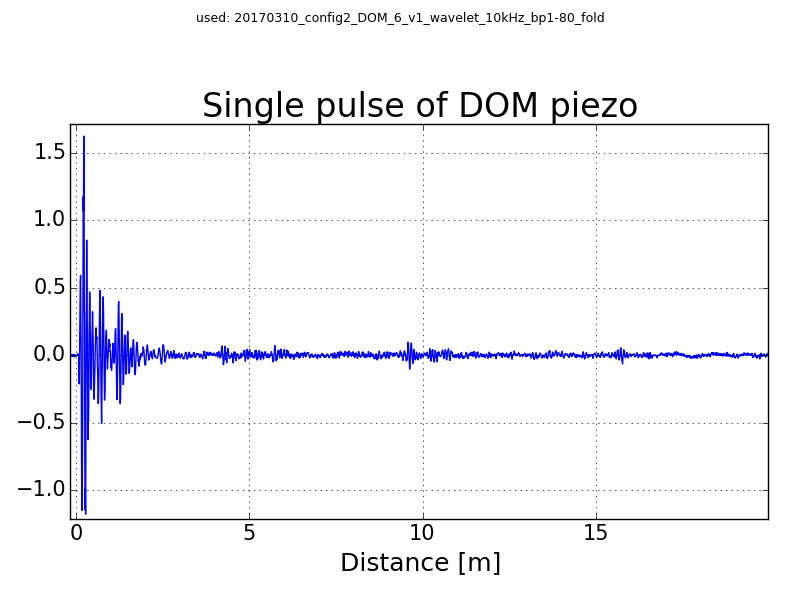 used: 20170310_config2_DOM_6_v1_wavelet_10kHz_bp1-80_fold
Single pulse of DOM piezo
1.5
1.0
0.5
0.0
−0.5
−1.0
0 5 10 15
Distance [m]